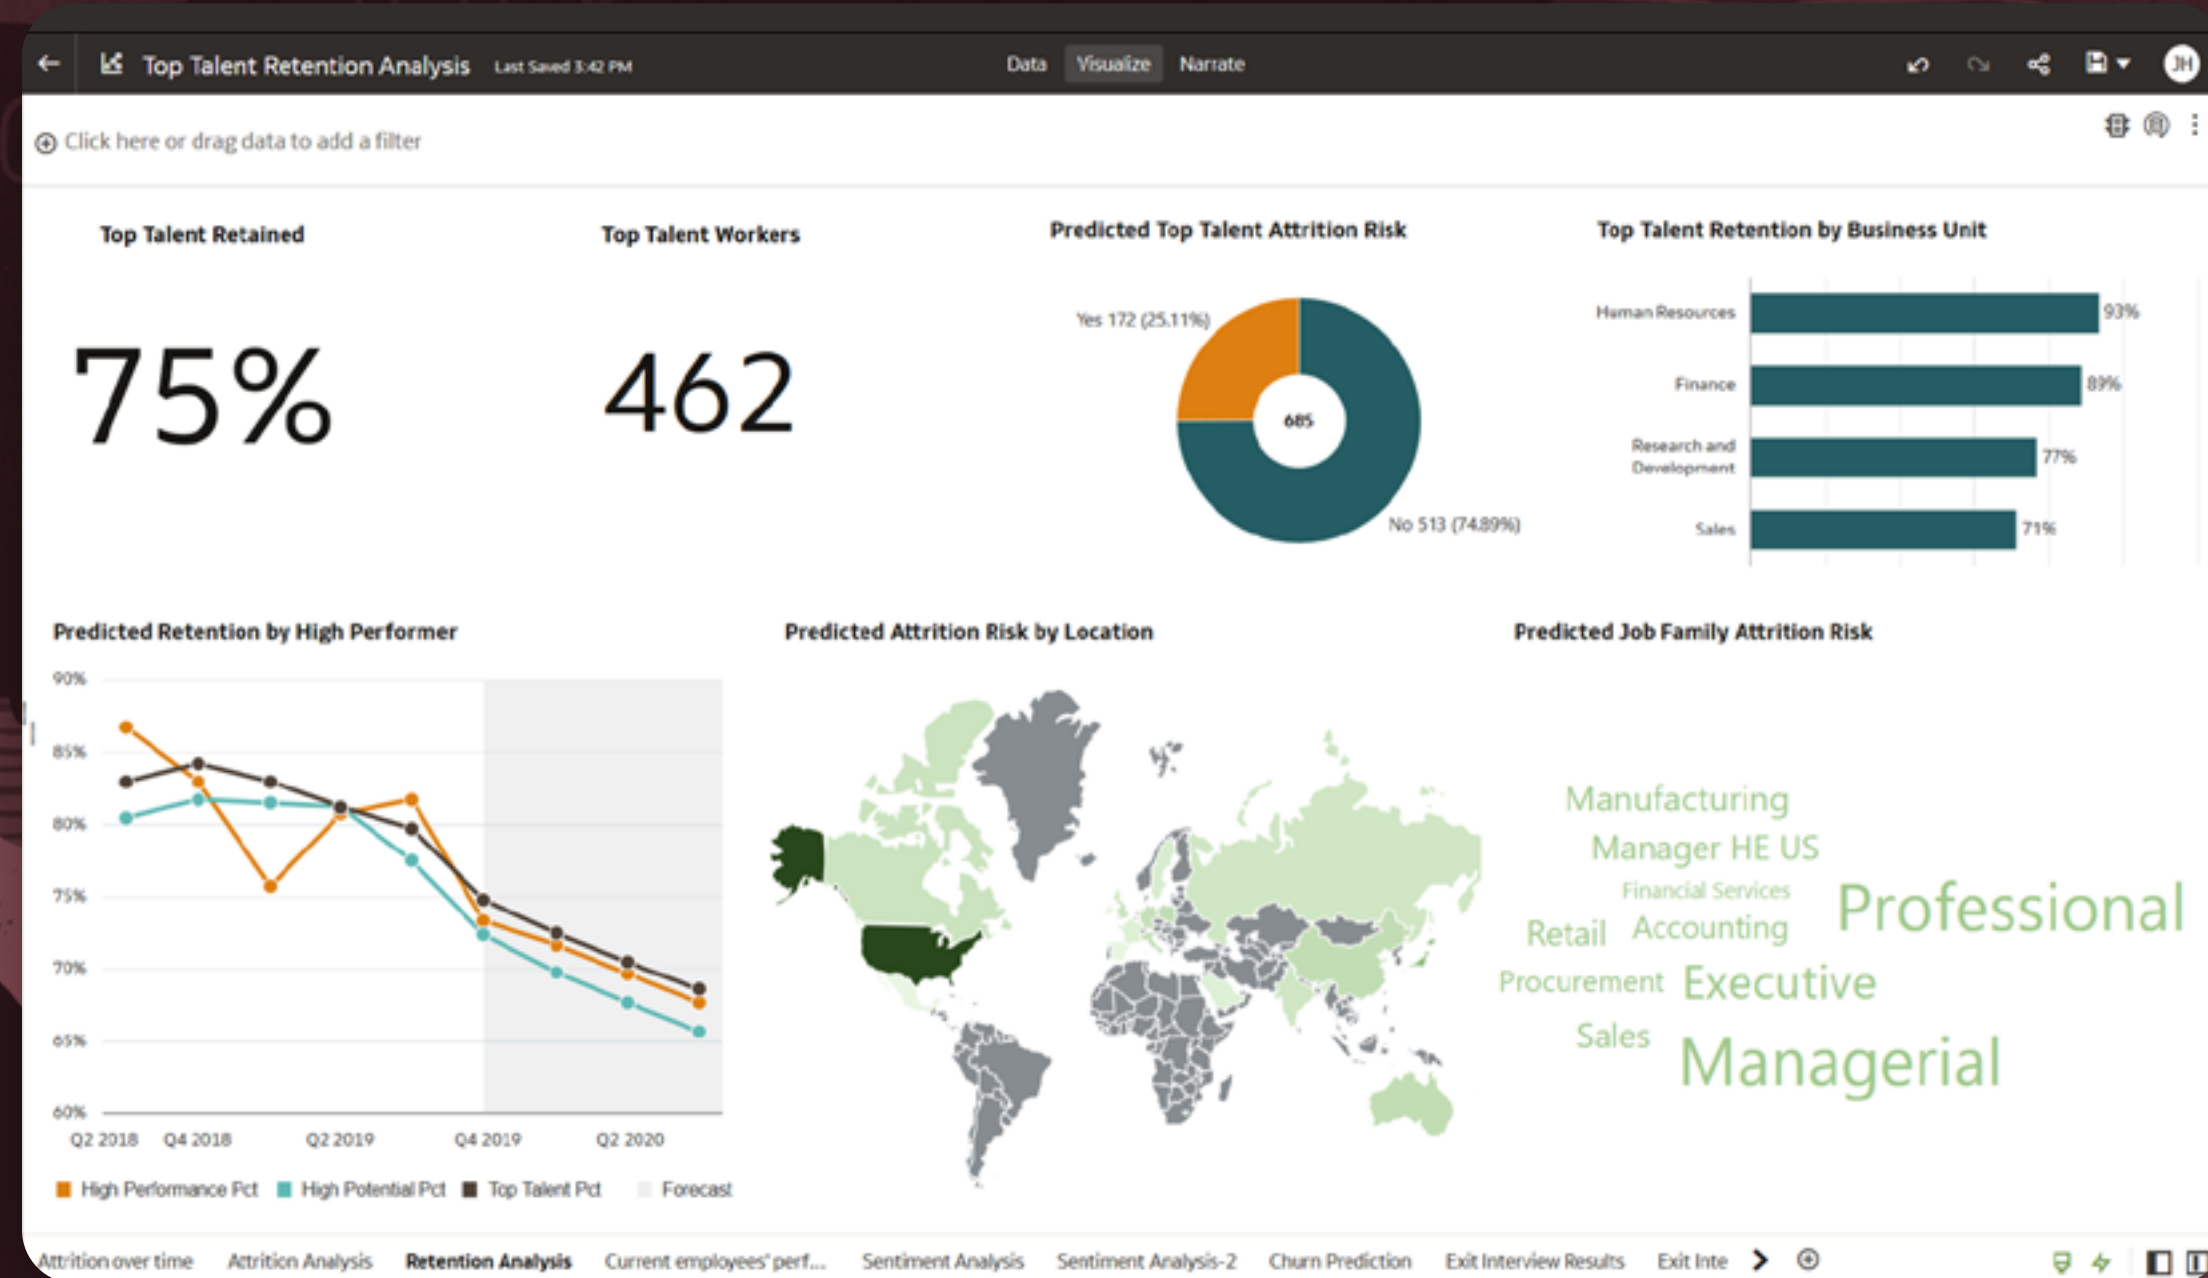 Top Talent Retention Analysis Last Saved 3:42 PM
Data Visualize Narrate
JH
Click here or drag data to add a filter
Top Talent Retained
75%
Top Talent Workers
462
Predicted Top Talent Attrition Risk
Yes 172 (25.11%)
685
No 513 (74.89%)
Top Talent Retention by Business Unit
Human Resources 93%
Finance 89%
Research and
Development 77%
Sales 71%
Predicted Retention by High Performer
90%
85%
80%
75%
70%
65%
60%
Q2 2018 Q4 2018 Q2 2019 Q4 2019 Q2 2020
High Performance Pct High Potential Pct Top Talent Pct Forecast
Predicted Attrition Risk by Location
Predicted Job Family Attrition Risk
Manufacturing
Manager HE US
Financial Services
Professional
Retail Accounting
Procurement Executive
Sales
Managerial
Attrition over time Attrition Analysis Retention Analysis Current employees' perf... Sentiment Analysis Sentiment Analysis-2 Churn Prediction Exit Interview Results Exit Inte